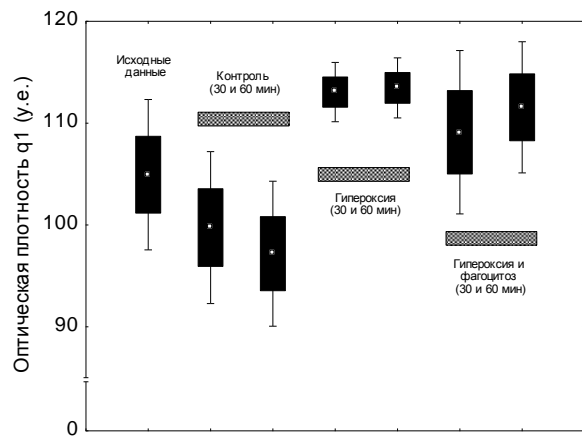 Оптическая плотность q1 (у.е.)
120
110
100
90
0
Исходные
данные
Контроль
(30 и 60 мин)
Гипероксия
(30 и 60 мин)
Гипероксия и
фагоцитоз
(30 и 60 мин)